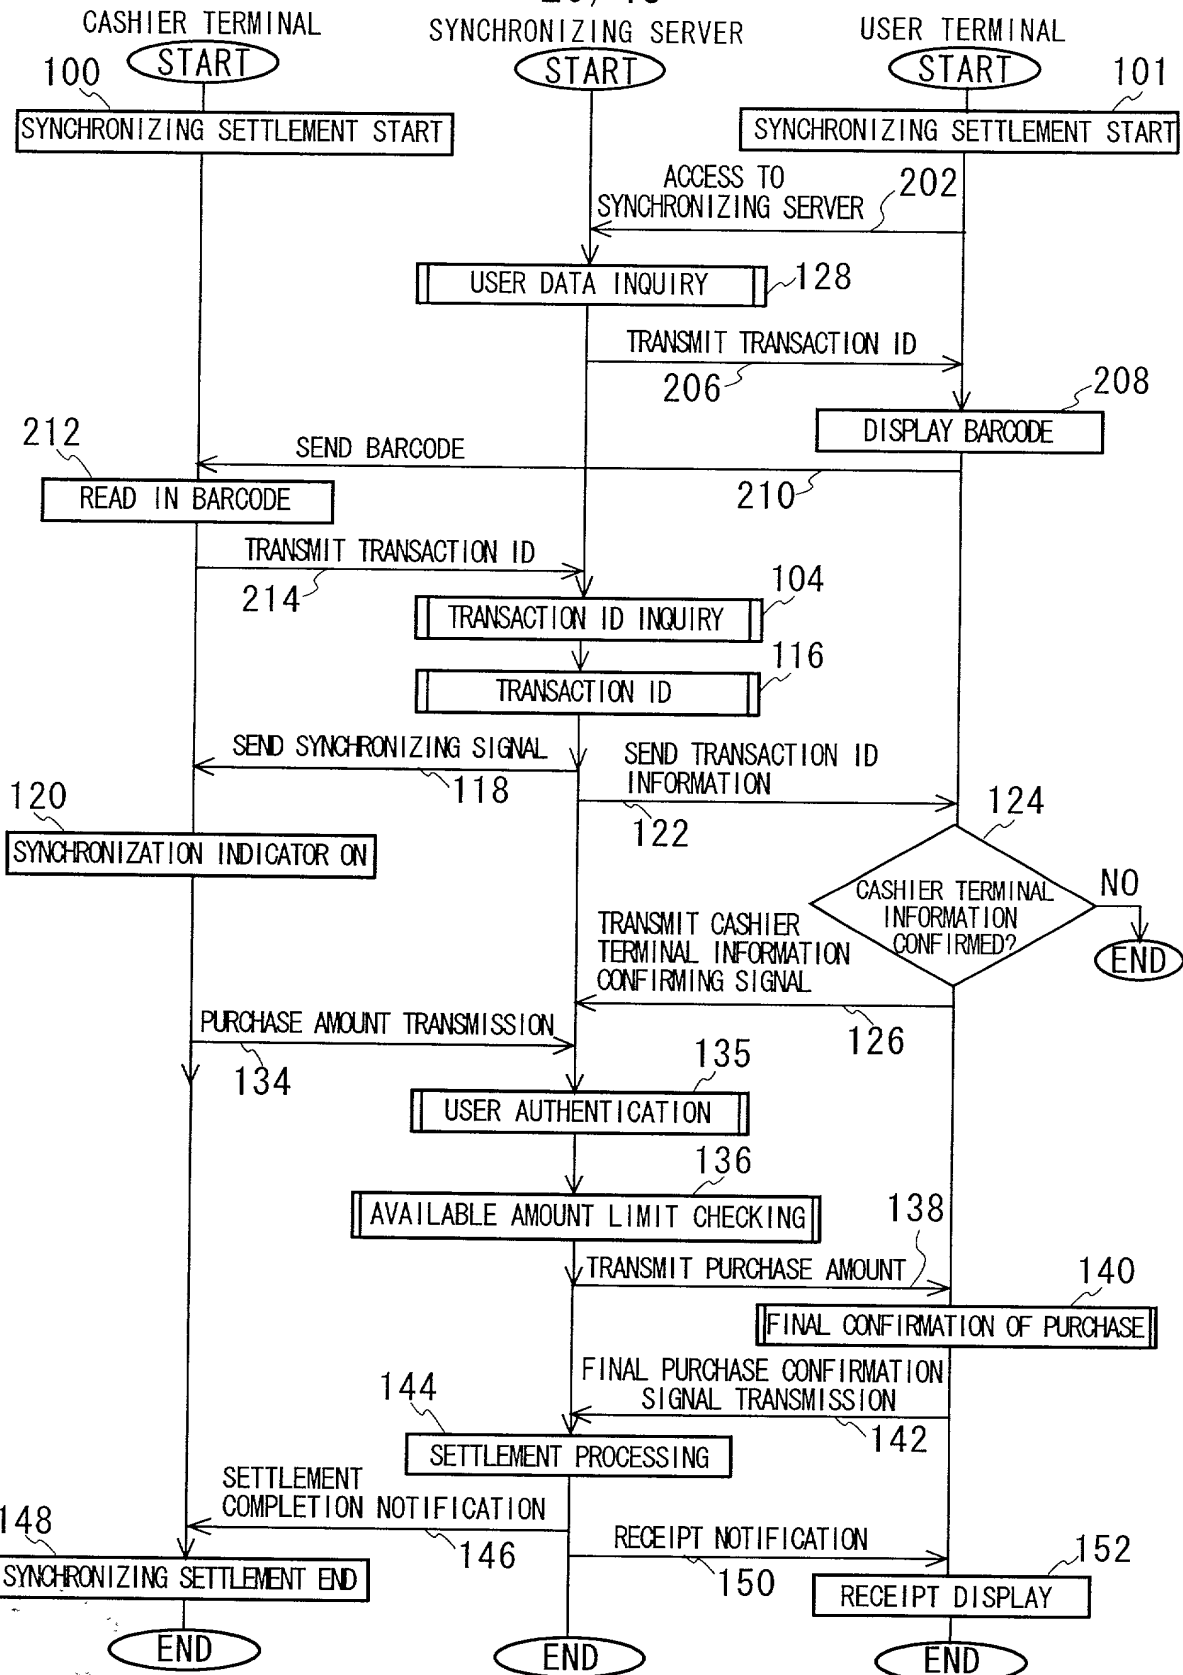 CASHIER TERMINAL
SYNCHRONIZING SERVER
USER TERMINAL
START
START
START
100
101
SYNCHRONIZING SETTLEMENT START
SYNCHRONIZING SETTLEMENT START
ACCESS TO
SYNCHRONIZING SERVER
202
USER DATA INQUIRY
128
TRANSMIT TRANSACTION ID
206
208
DISPLAY BARCODE
212
SEND BARCODE
210
READ IN BARCODE
TRANSMIT TRANSACTION ID
214
104
TRANSACTION ID INQUIRY
116
TRANSACTION ID
SEND SYNCHRONIZING SIGNAL
118
SEND TRANSACTION ID
INFORMATION
122
120
SYNCHRONIZATION INDICATOR ON
124
CASHIER TERMINAL
INFORMATION
CONFIRMED?
NO
END
TRANSMIT CASHIER
TERMINAL INFORMATION
CONFIRMING SIGNAL
126
PURCHASE AMOUNT TRANSMISSION
134
135
USER AUTHENTICATION
136
AVAILABLE AMOUNT LIMIT CHECKING
138
TRANSMIT PURCHASE AMOUNT
140
FINAL CONFIRMATION OF PURCHASE
FINAL PURCHASE CONFIRMATION
SIGNAL TRANSMISSION
142
144
SETTLEMENT PROCESSING
SETTLEMENT
COMPLETION NOTIFICATION
146
148
RECEIPT NOTIFICATION
150
152
SYNCHRONIZING SETTLEMENT END
RECEIPT DISPLAY
END
END
END